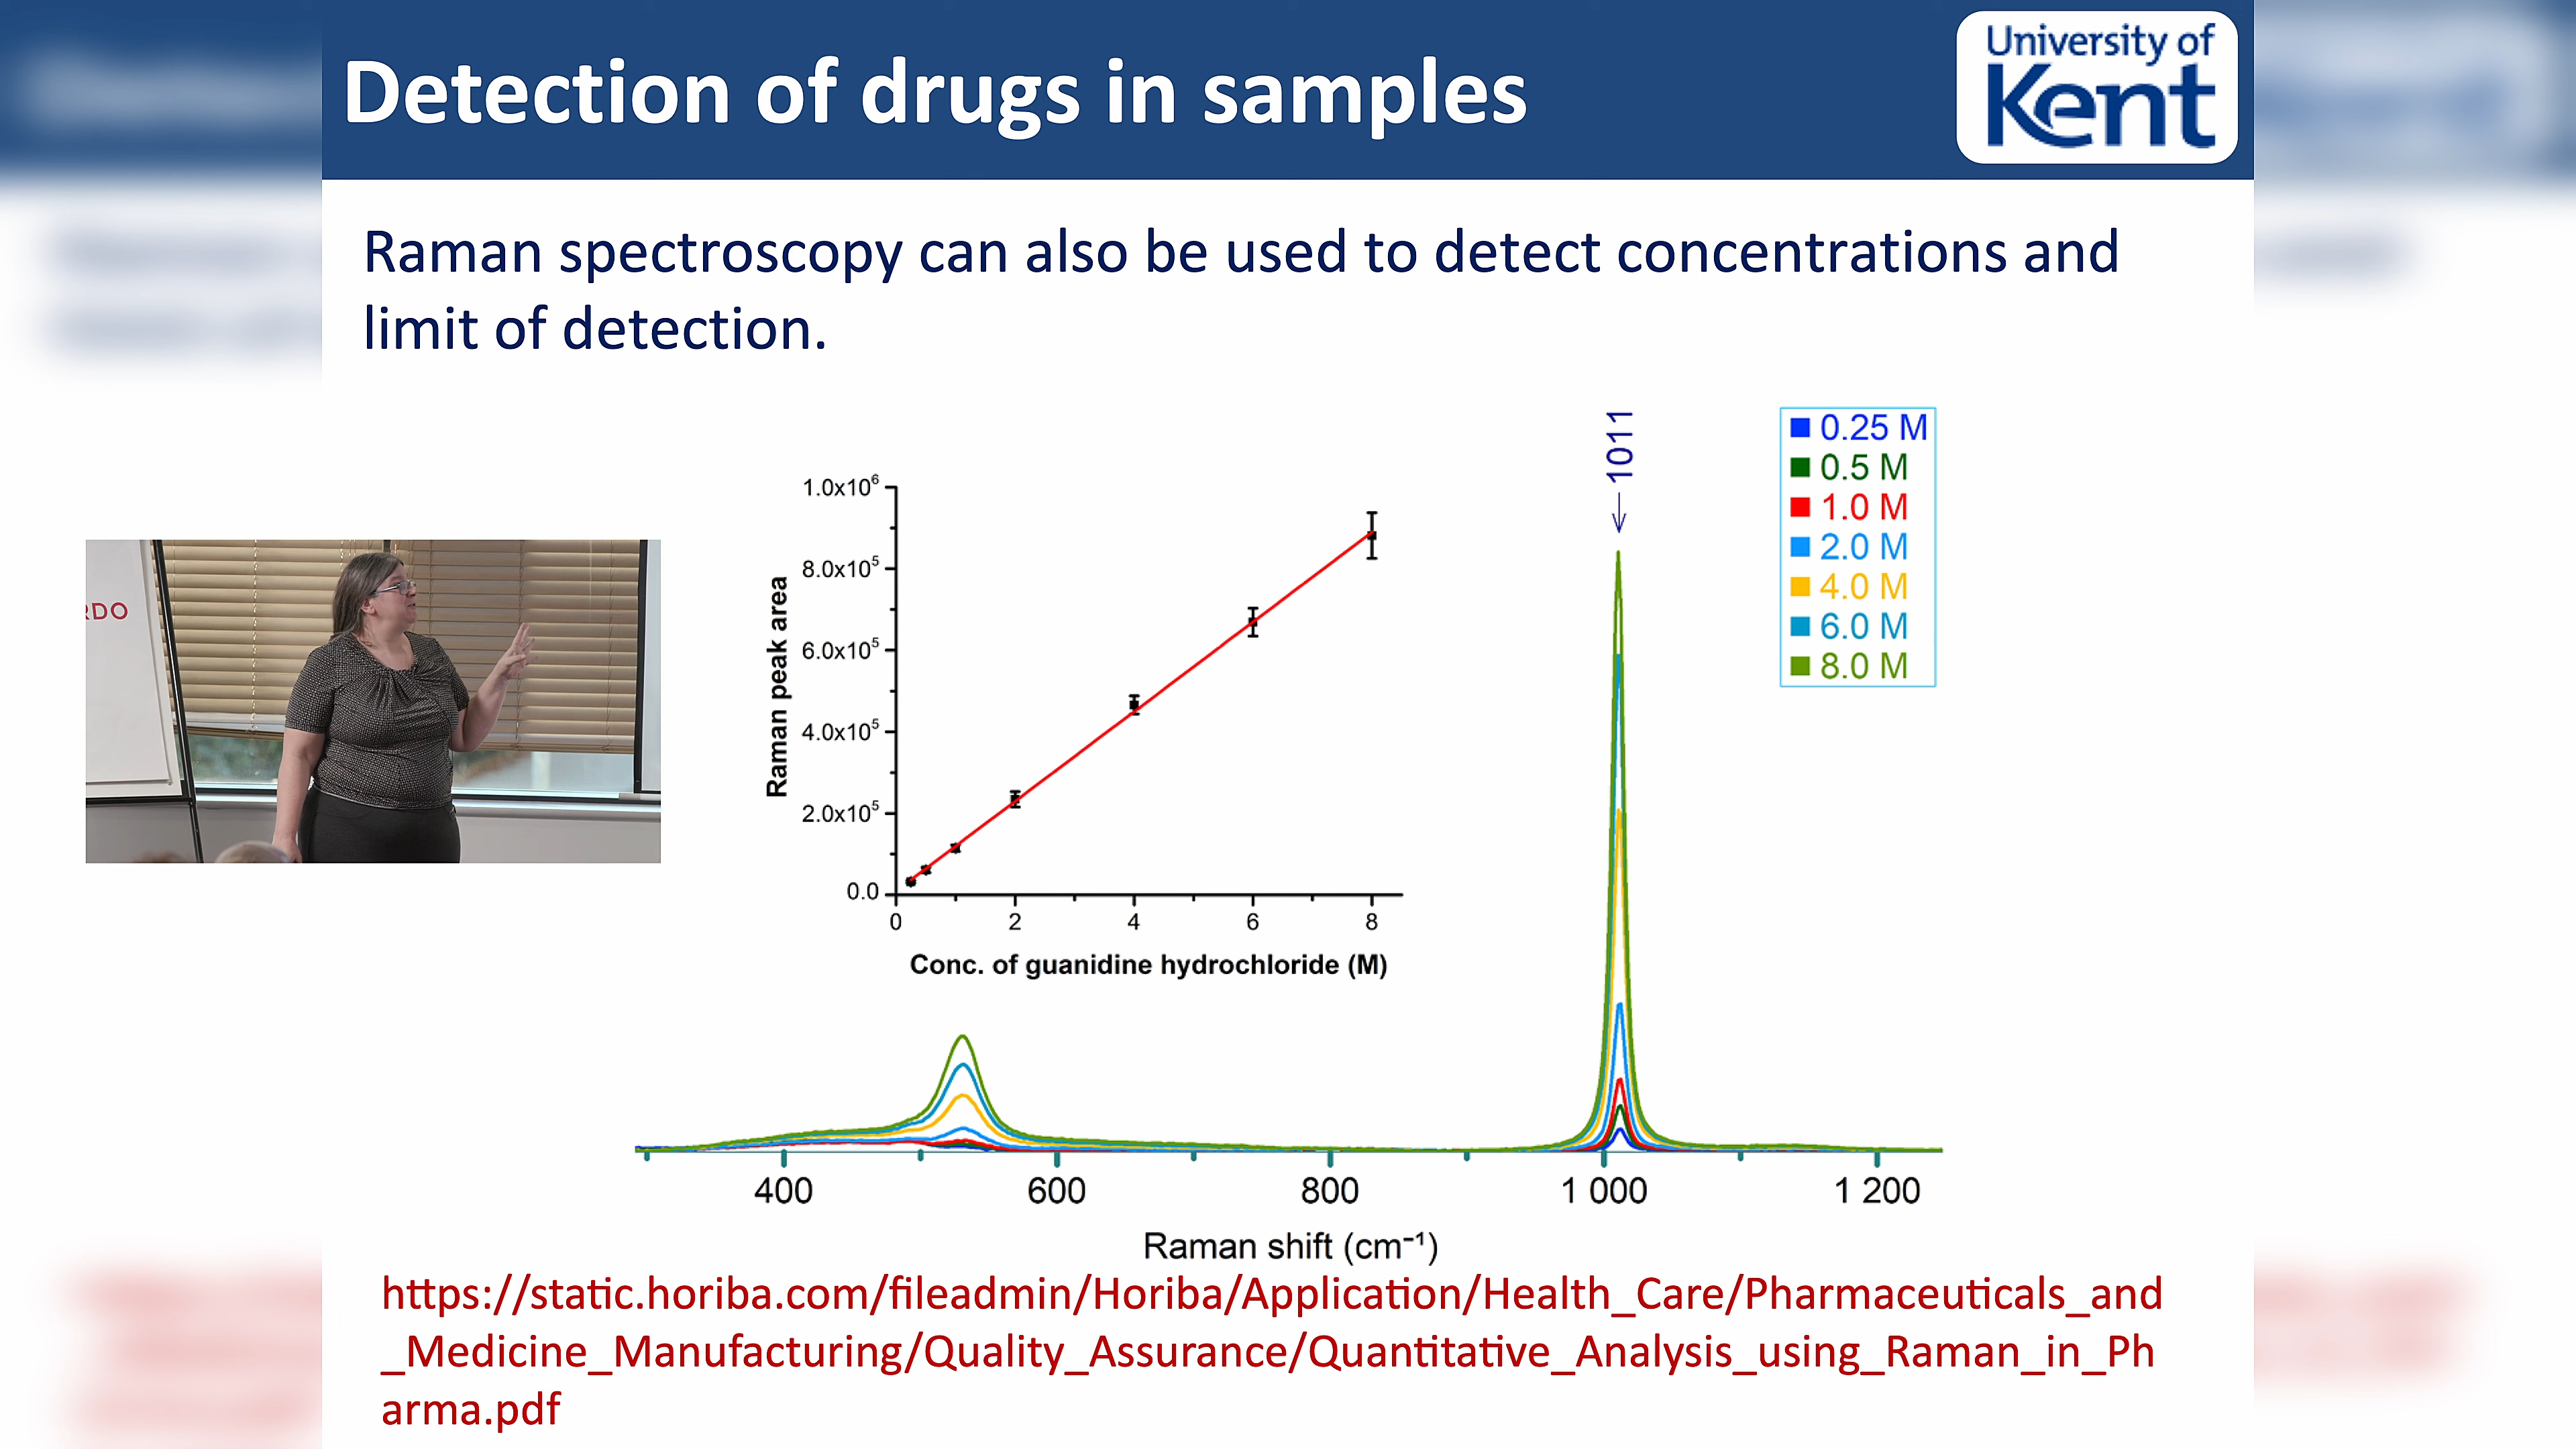 Detection of drugs in samples
University of
Kent
Raman spectroscopy can also be used to detect concentrations and
limit of detection.
1011
0.25 M
0.5 M
1.0 M
2.0 M
4.0 M
6.0 M
8.0 M
1.0x10⁶
8.0x10⁵
6.0x10⁵
4.0x10⁵
2.0x10⁵
0.0
Raman peak area
0 2 4 6 8
Conc. of guanidine hydrochloride (M)
RDO
400 600 800 1 000 1 200
Raman shift (cm⁻¹)
https://static.horiba.com/fileadmin/Horiba/Application/Health_Care/Pharmaceuticals_and
_Medicine_Manufacturing/Quality_Assurance/Quantitative_Analysis_using_Raman_in_Ph
arma.pdf